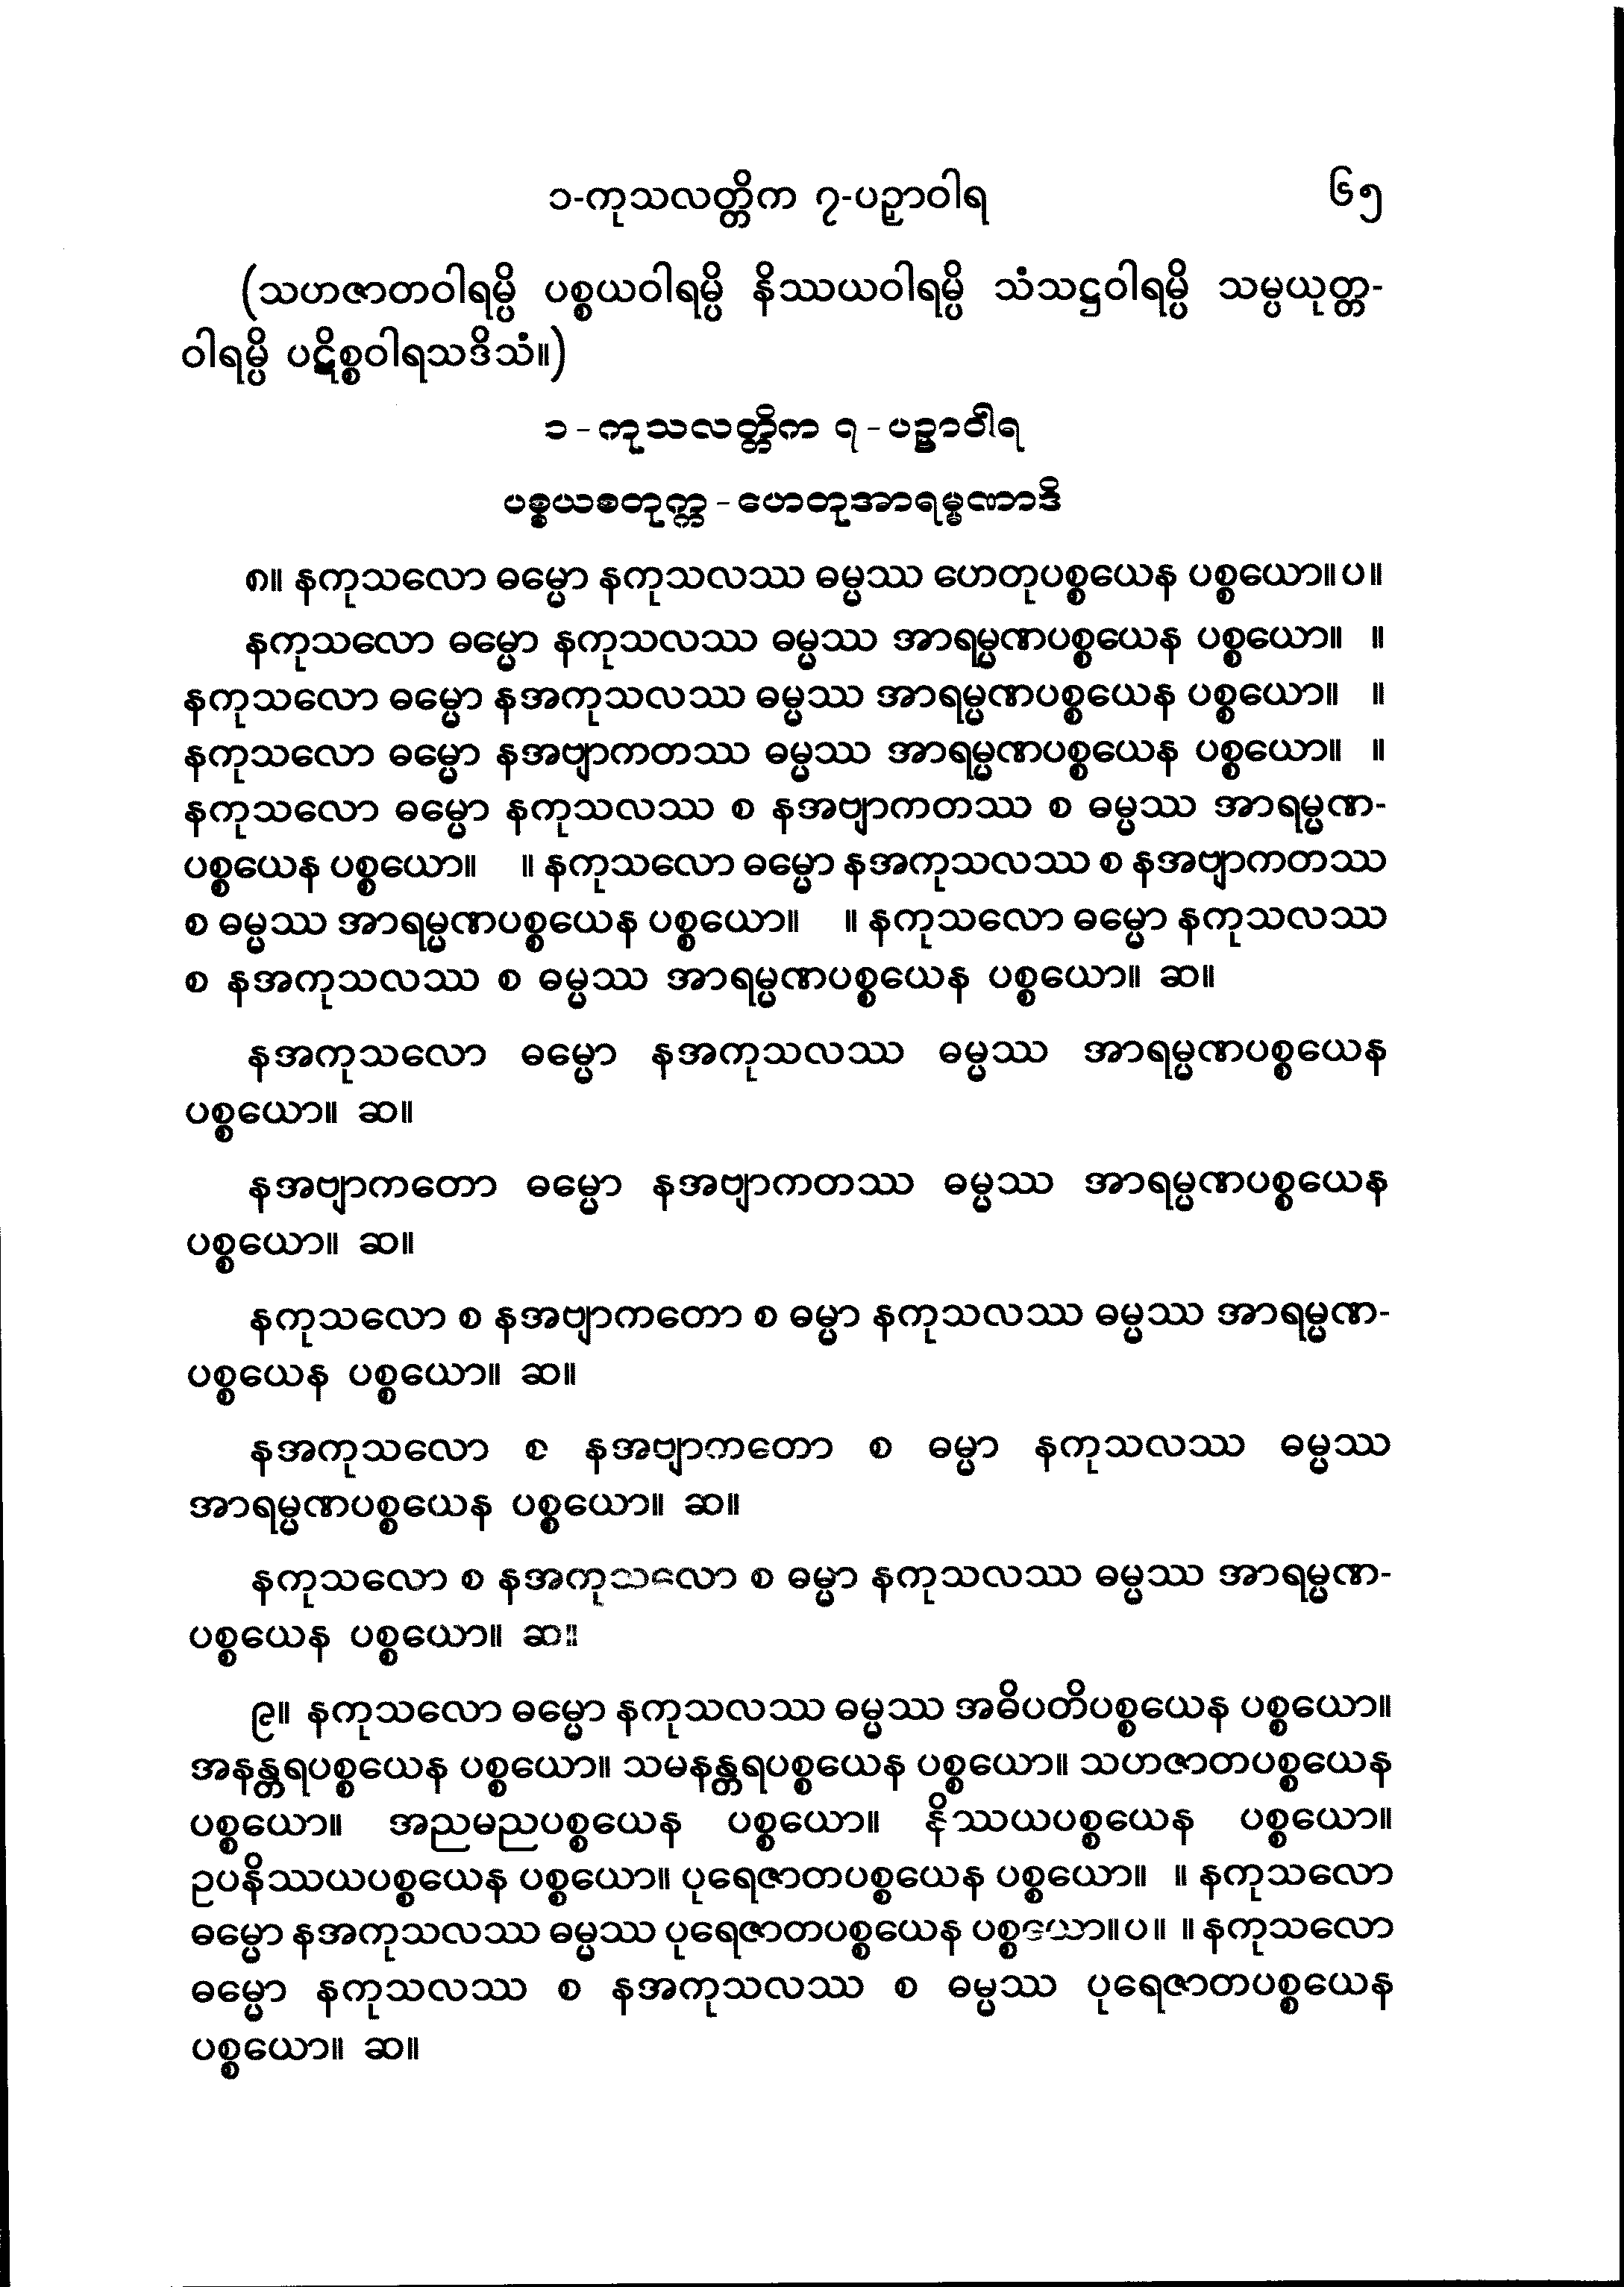 ၁-ကုသလတ္တိက ၇-ပဉှာဝါရ ၆၅
(သဟဇာတဝါရမ္ပိ ပစ္စယဝါရမ္ပိ နိဿယဝါရမ္ပိ သံသဋ္ဌဝါရမ္ပိ သမ္ပယုတ္တ-
ဝါရမ္ပိ ပဋိစ္စဝါရသဒိသံ။)
၁-ကုသလတ္တိက ၇-ပဉှာဝါရ
ပစ္စယစတုက္က-ဟေတုအာရမ္မဏာဒိ
၈။ နကုသလော ဓမ္မော နကုသလဿ ဓမ္မဿ ဟေတုပစ္စယေန ပစ္စယော။ပ။
နကုသလော ဓမ္မော နကုသလဿ ဓမ္မဿ အာရမ္မဏပစ္စယေန ပစ္စယော။ ။
နကုသလော ဓမ္မော နအကုသလဿ ဓမ္မဿ အာရမ္မဏပစ္စယေန ပစ္စယော။ ။
နကုသလော ဓမ္မော နအဗျာကတဿ ဓမ္မဿ အာရမ္မဏပစ္စယေန ပစ္စယော။ ။
နကုသလော ဓမ္မော နကုသလဿ စ နအဗျာကတဿ စ ဓမ္မဿ အာရမ္မဏ-
ပစ္စယေန ပစ္စယော။ ။ နကုသလော ဓမ္မော နအကုသလဿ စ နအဗျာကတဿ
စ ဓမ္မဿ အာရမ္မဏပစ္စယေန ပစ္စယော။ ။ နကုသလော ဓမ္မော နကုသလဿ
စ နအကုသလဿ စ ဓမ္မဿ အာရမ္မဏပစ္စယေန ပစ္စယော။ ဆ။
နအကုသလော ဓမ္မော နအကုသလဿ ဓမ္မဿ အာရမ္မဏပစ္စယေန
ပစ္စယော။ ဆ။
နအဗျာကတော ဓမ္မော နအဗျာကတဿ ဓမ္မဿ အာရမ္မဏပစ္စယေန
ပစ္စယော။ ဆ။
နကုသလော စ နအဗျာကတော စ ဓမ္မာ နကုသလဿ ဓမ္မဿ အာရမ္မဏ-
ပစ္စယေန ပစ္စယော။ ဆ။
နအကုသလော စ နအဗျာကတော စ ဓမ္မာ နကုသလဿ ဓမ္မဿ
အာရမ္မဏပစ္စယေန ပစ္စယော။ ဆ။
နကုသလော စ နအကုသလော စ ဓမ္မာ နကုသလဿ ဓမ္မဿ အာရမ္မဏ-
ပစ္စယေန ပစ္စယော။ ဆ။
၉။ နကုသလော ဓမ္မော နကုသလဿ ဓမ္မဿ အဓိပတိပစ္စယေန ပစ္စယော။
အနန္တရပစ္စယေန ပစ္စယော။ သမနန္တရပစ္စယေန ပစ္စယော။ သဟဇာတပစ္စယေန
ပစ္စယော။ အညမညပစ္စယေန ပစ္စယော။ နိဿယပစ္စယေန ပစ္စယော။
ဥပနိဿယပစ္စယေန ပစ္စယော။ ပုရေဇာတပစ္စယေန ပစ္စယော။ ။ နကုသလော
ဓမ္မော နအကုသလဿ ဓမ္မဿ ပုရေဇာတပစ္စယေန ပစ္စယော။ပ။ ။ နကုသလော
ဓမ္မော နကုသလဿ စ နအကုသလဿ စ ဓမ္မဿ ပုရေဇာတပစ္စယေန
ပစ္စယော။ ဆ။